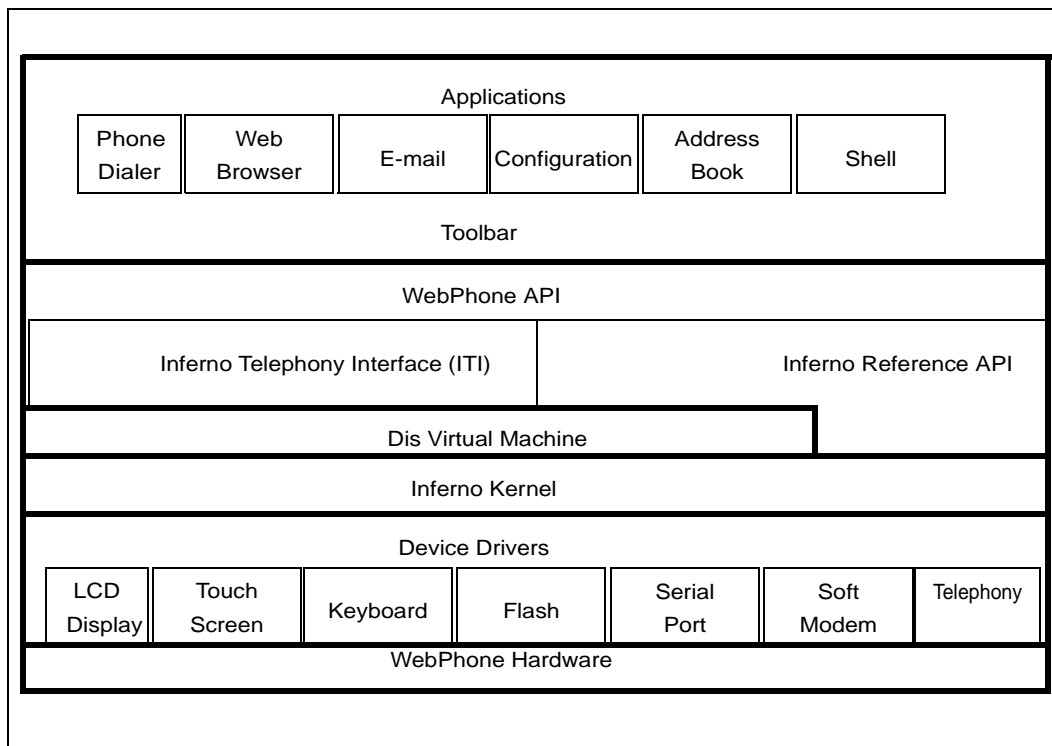 Applications
Phone
Dialer
Web
Browser
E-mail
Configuration
Address
Book
Shell
Toolbar
WebPhone API
Inferno Telephony Interface (ITI)
Inferno Reference API
Dis Virtual Machine
Inferno Kernel
Device Drivers
LCD
Display
Touch
Screen
Keyboard
Flash
Serial
Port
Soft
Modem
Telephony
WebPhone Hardware